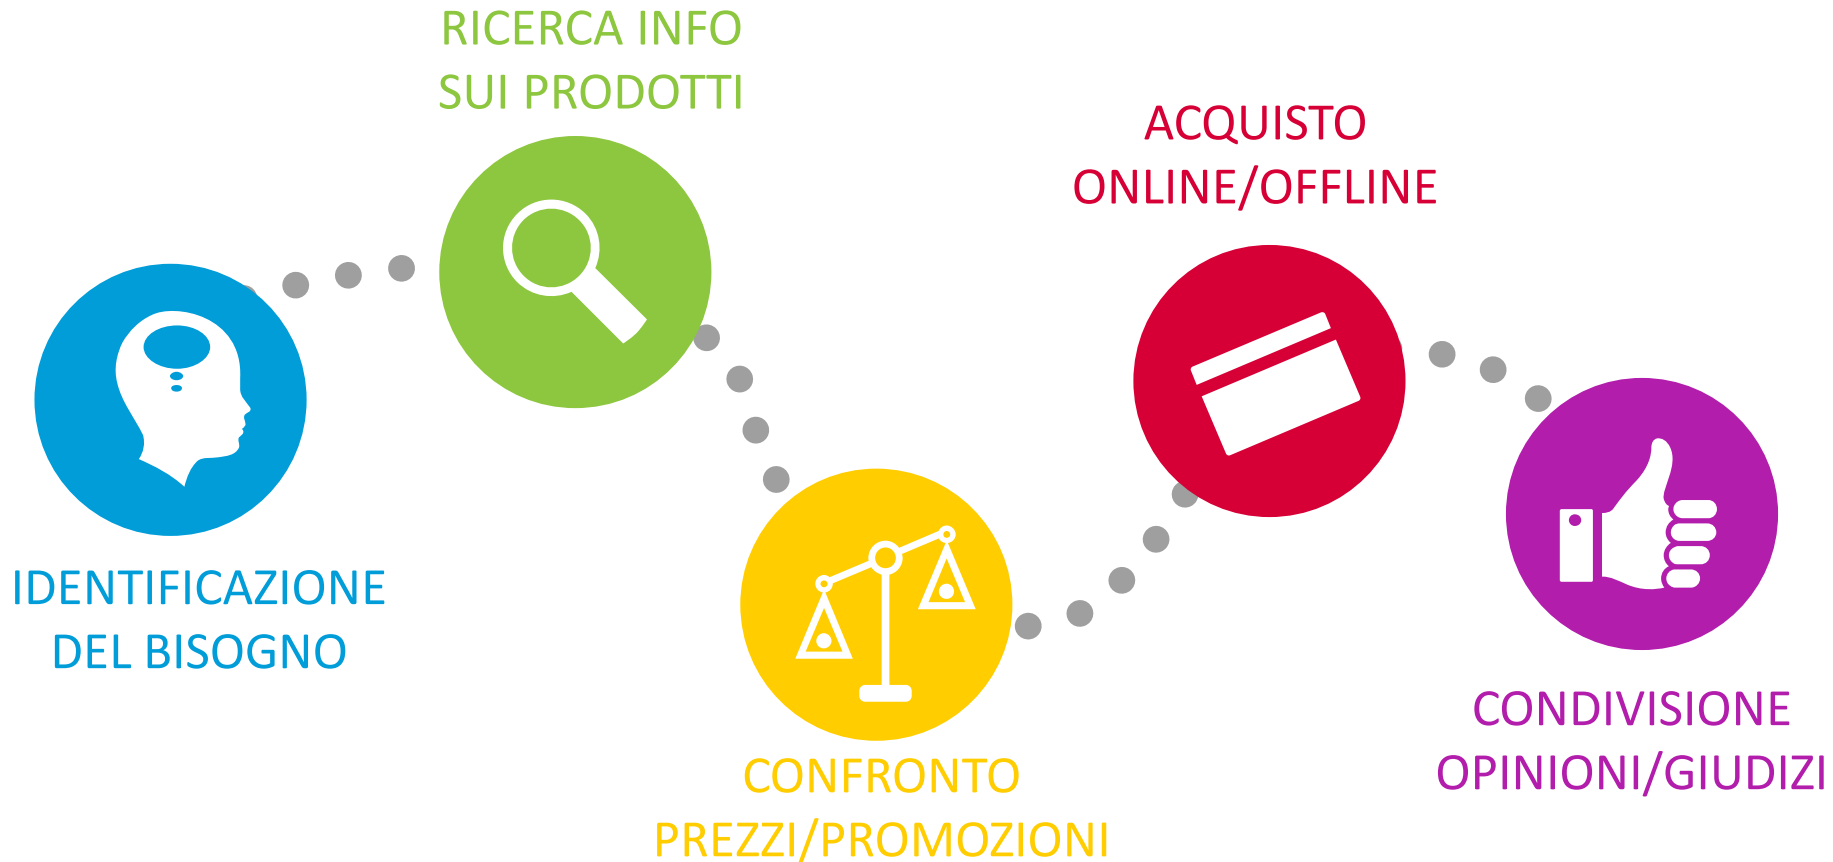 IDENTIFICAZIONE
DEL BISOGNO
RICERCA INFO
SUI PRODOTTI
CONFRONTO
PREZZI/PROMOZIONI
ACQUISTO
ONLINE/OFFLINE
CONDIVISIONE
OPINIONI/GIUDIZI